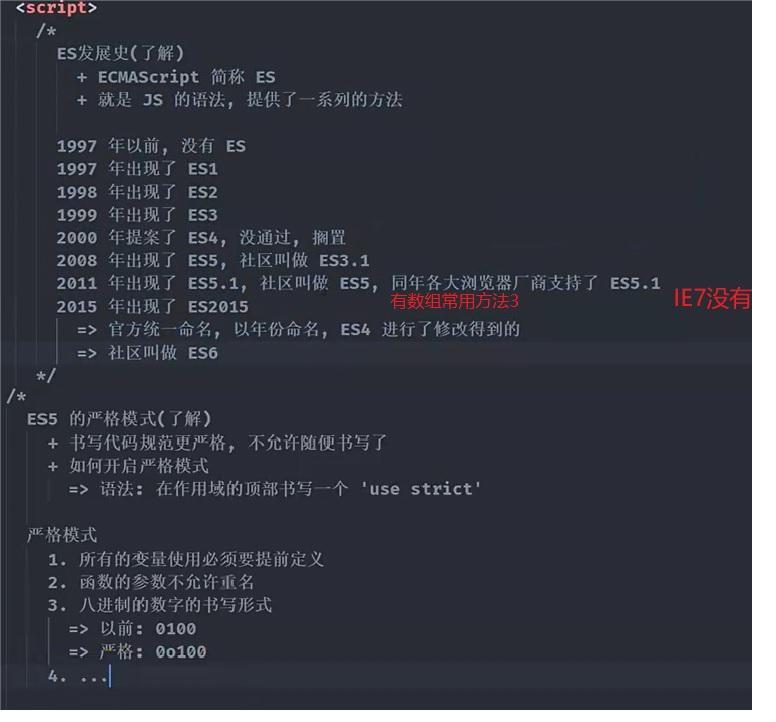 <script>
/*
ES发展史(了解)
+ ECMAScript 简称 ES
+ 就是 JS 的语法, 提供了一系列的方法
1997 年以前, 没有 ES
1997 年出现了 ES1
1998 年出现了 ES2
1999 年出现了 ES3
2000 年提案了 ES4, 没通过, 搁置
2008 年出现了 ES5, 社区叫做 ES3.1
2011 年出现了 ES5.1, 社区叫做 ES5, 同年各大浏览器厂商支持了 ES5.1
有数组常用方法3
IE7没有
2015 年出现了 ES2015
=> 官方统一命名, 以年份命名, ES4 进行了修改得到的
=> 社区叫做 ES6
*/
/*
ES5 的严格模式(了解)
+ 书写代码规范更严格, 不允许随便书写了
+ 如何开启严格模式
=> 语法: 在作用域的顶部书写一个 'use strict'
严格模式
1. 所有的变量使用必须要提前定义
2. 函数的参数不允许重名
3. 八进制的数字的书写形式
=> 以前: 0100
=> 严格: 0o100
4. ...